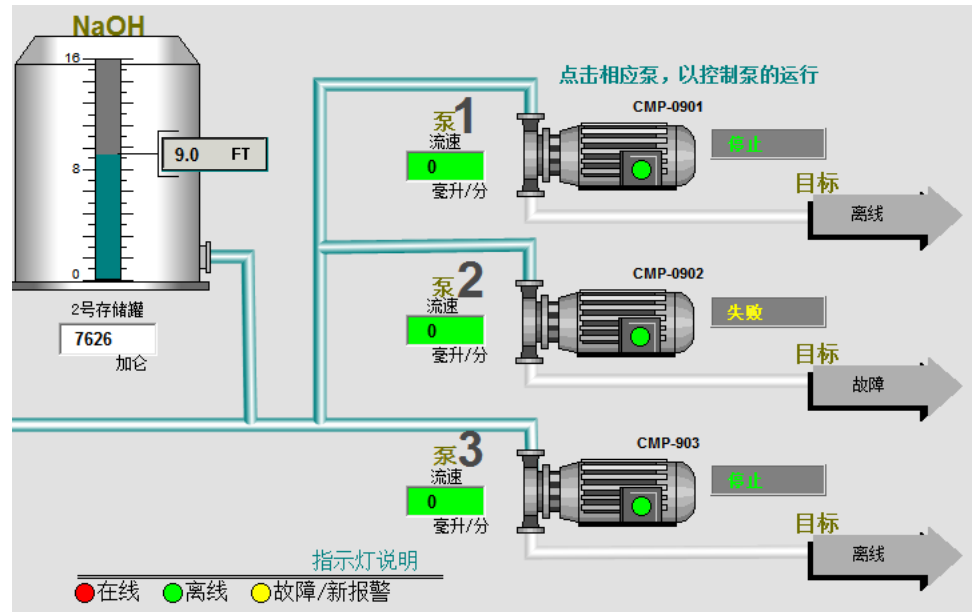 NaOH
16
8
0
9.0 FT
2号存储罐
7626
加仑
点击相应泵，以控制泵的运行
泵1
流速
0
毫升/分
CMP-0901
停止
目标
离线
泵2
流速
0
毫升/分
CMP-0902
失败
目标
故障
泵3
流速
0
毫升/分
CMP-903
停止
目标
离线
指示灯说明
在线 离线 故障/新报警